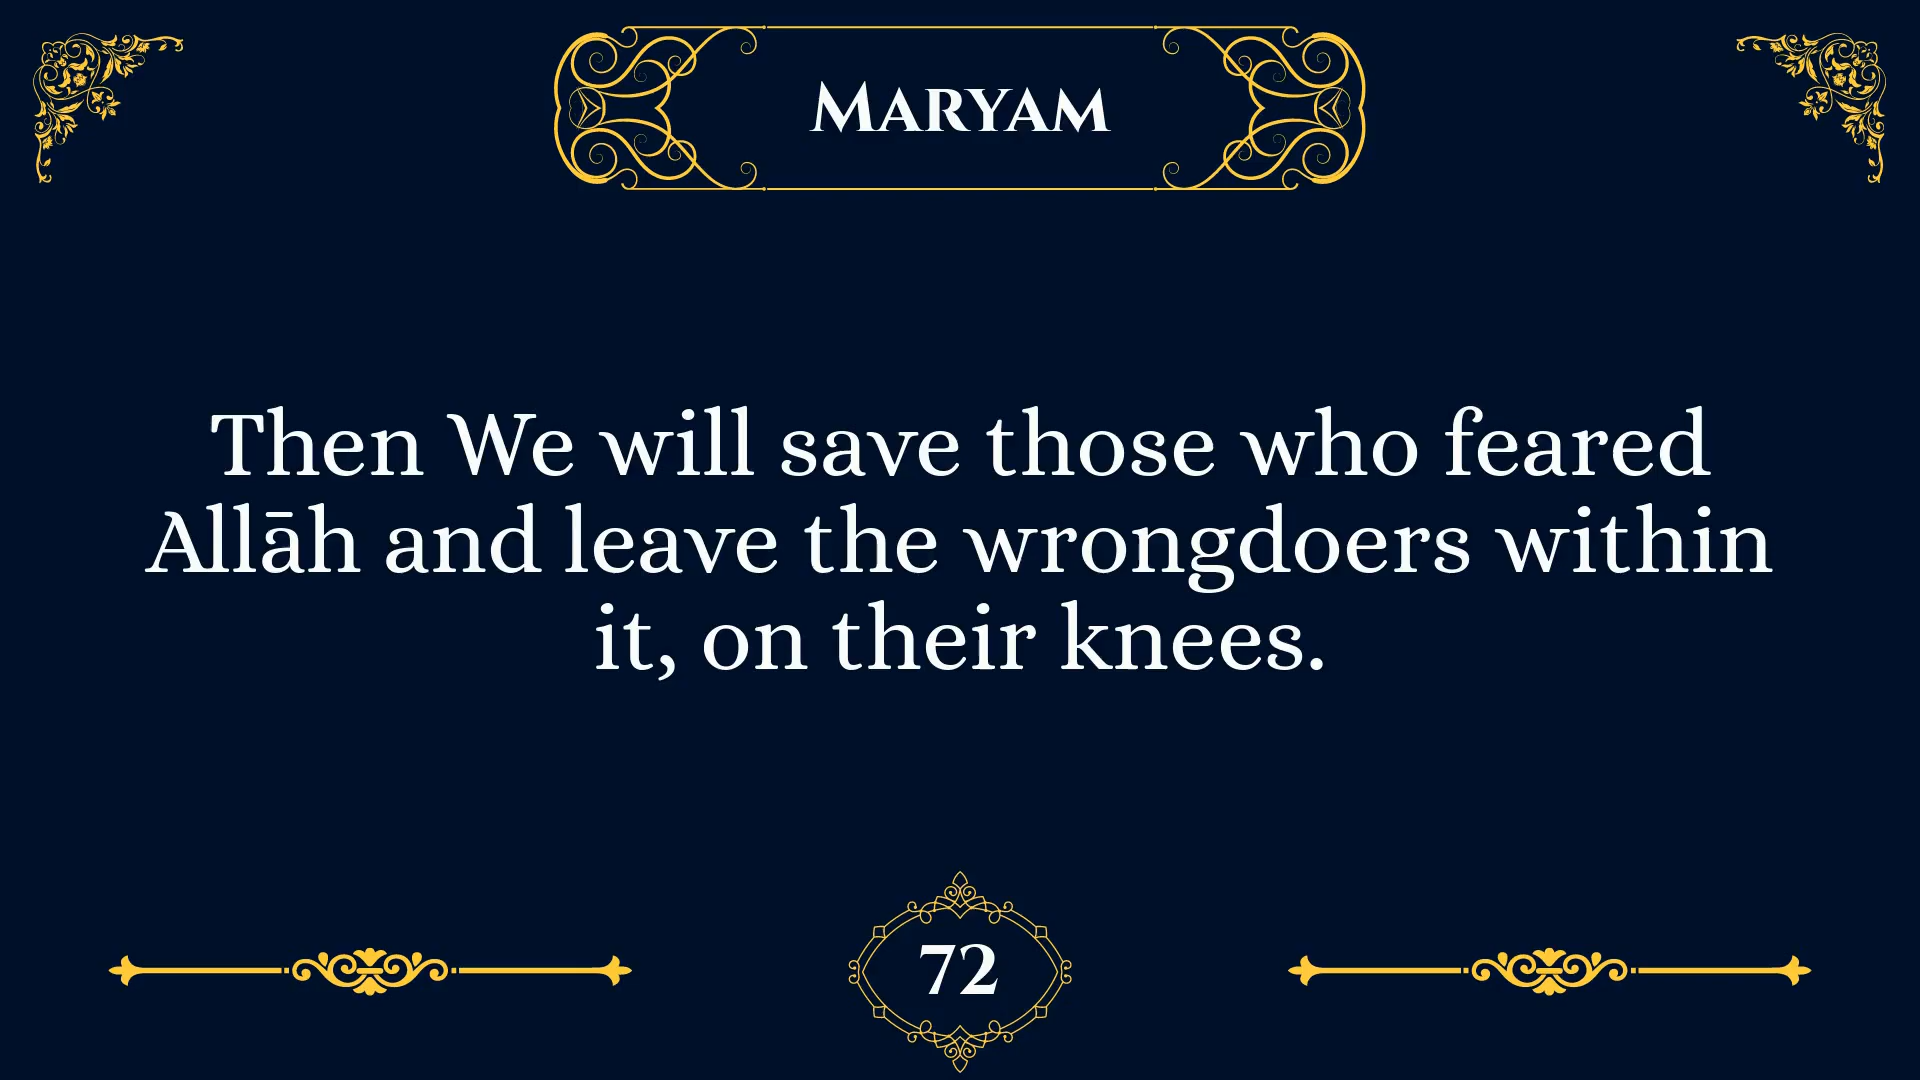 Maryam
Then We will save those who feared
Allāh and leave the wrongdoers within
it, on their knees.
72